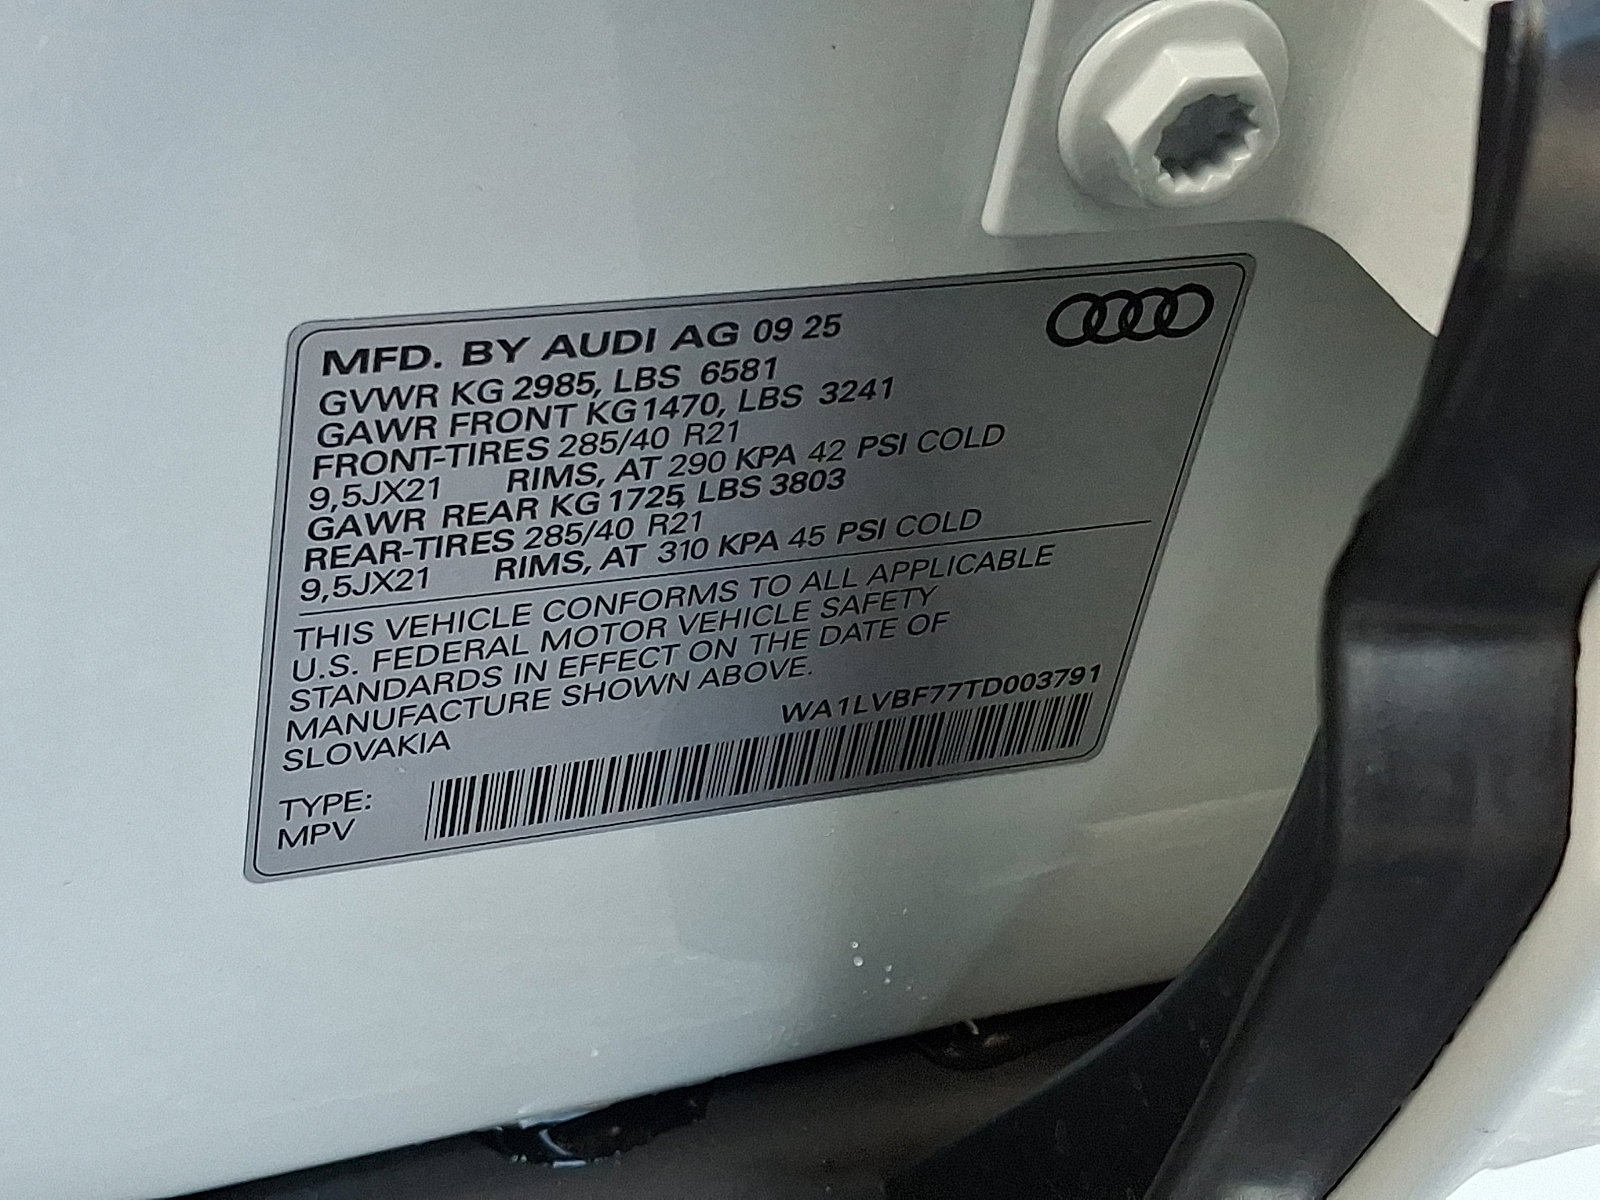 MFD. BY AUDI AG 09 25
GVWR KG 2985, LBS 6581
GAWR FRONT KG 1470, LBS 3241
FRONT-TIRES 285/40 R21
9,5JX21 RIMS, AT 290 KPA 42 PSI COLD
GAWR REAR KG 1725, LBS 3803
REAR-TIRES 285/40 R21
9,5JX21 RIMS, AT 310 KPA 45 PSI COLD
THIS VEHICLE CONFORMS TO ALL APPLICABLE
U.S. FEDERAL MOTOR VEHICLE SAFETY
STANDARDS IN EFFECT ON THE DATE OF
MANUFACTURE SHOWN ABOVE.
SLOVAKIA
WA1LVBF77TD003791
TYPE:
MPV